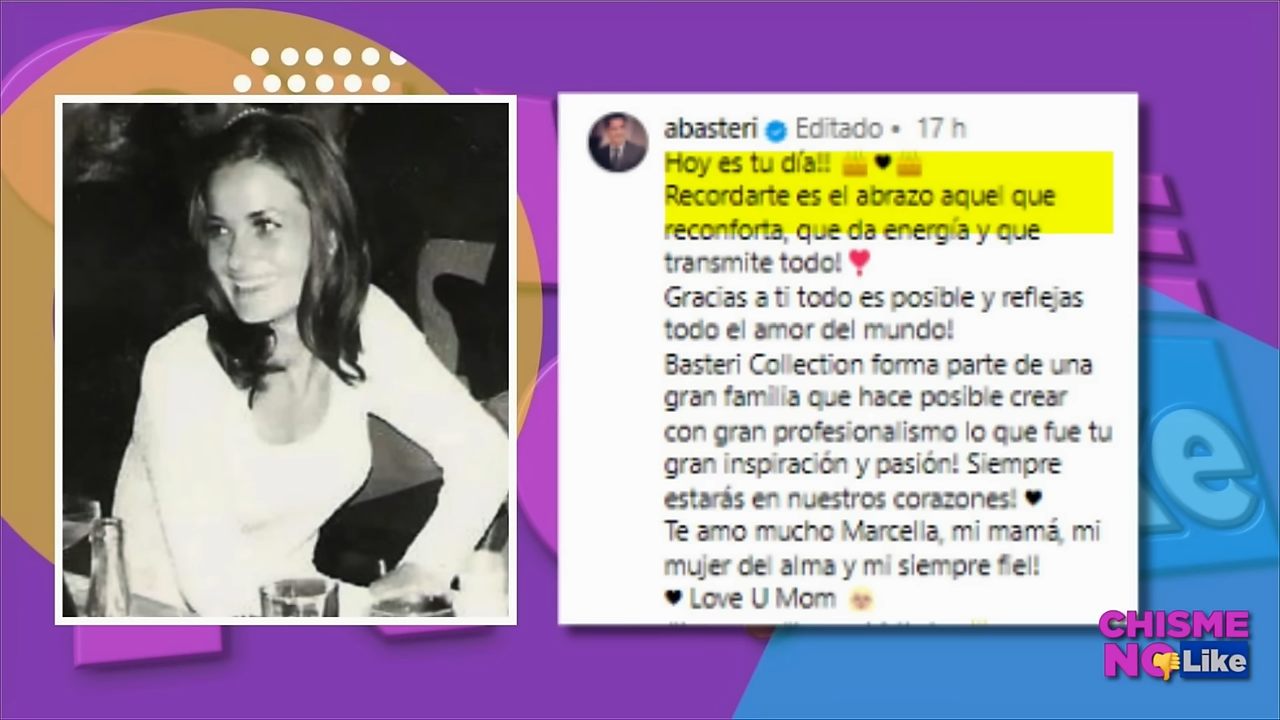 abasteri Editado • 17 h
Hoy es tu día!! 🎂 🖤 🎂
Recordarte es el abrazo aquel que
reconforta, que da energía y que
transmite todo! ❣️
Gracias a ti todo es posible y reflejas
todo el amor del mundo!
Basteri Collection forma parte de una
gran familia que hace posible crear
con gran profesionalismo lo que fue tu
gran inspiración y pasión! Siempre
estarás en nuestros corazones! 🖤
Te amo mucho Marcella, mi mamá, mi
mujer del alma y mi siempre fiel!
🖤 Love U Mom
CHISME
NO Like